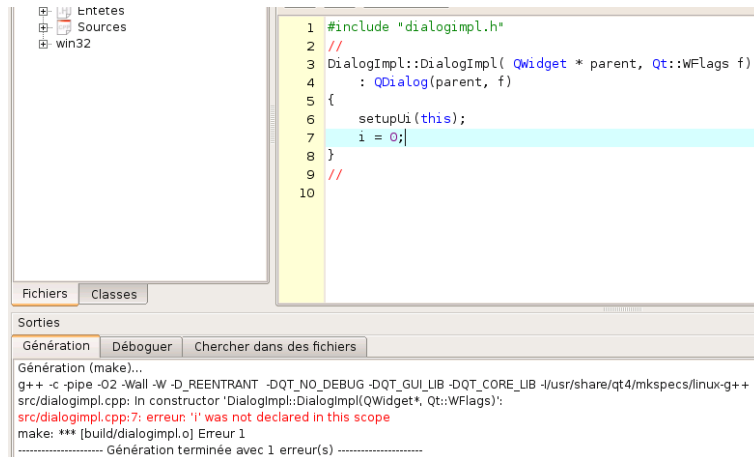 Entetes
Sources
win32
1 #include "dialogimpl.h"
2 //
3 DialogImpl::DialogImpl( QWidget * parent, Qt::WFlags f)
4     : QDialog(parent, f)
5 {
6     setupUi(this);
7     i = 0;
8 }
9 //
10
Fichiers Classes
Sorties
Génération Déboguer Chercher dans des fichiers
Génération (make)...
g++ -c -pipe -O2 -Wall -W -D_REENTRANT -DQT_NO_DEBUG -DQT_GUI_LIB -DQT_CORE_LIB -I/usr/share/qt4/mkspecs/linux-g++
src/dialogimpl.cpp: In constructor 'DialogImpl::DialogImpl(QWidget*, Qt::WFlags)':
src/dialogimpl.cpp:7: erreur: 'i' was not declared in this scope
make: *** [build/dialogimpl.o] Erreur 1
--------------------- Génération terminée avec 1 erreur(s) ---------------------